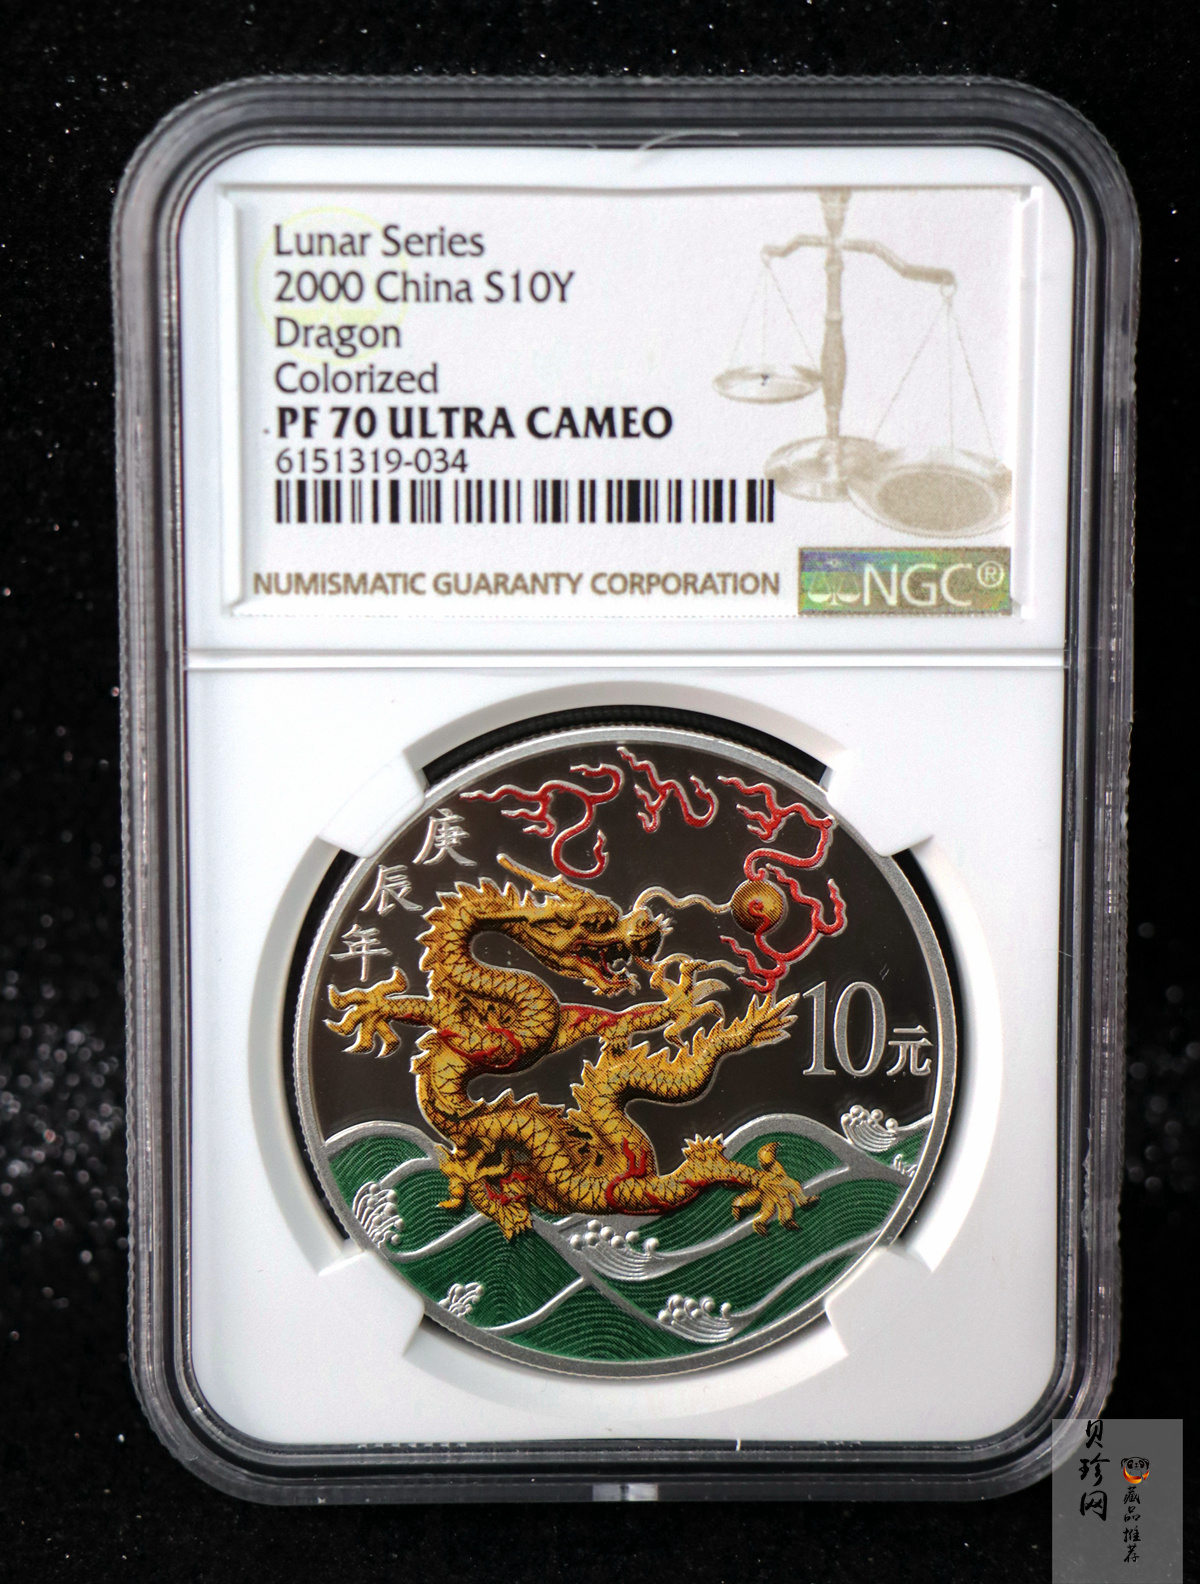 Lunar Series
2000 China S10Y
Dragon
Colorized
PF 70 ULTRA CAMEO
6151319-034
NUMISMATIC GUARANTY CORPORATION
NGC®
庚辰年
10元
贝珍网
藏品推荐